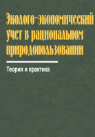 Эколого-экономический
учет в рациональном
природопользовании
Теория и практика